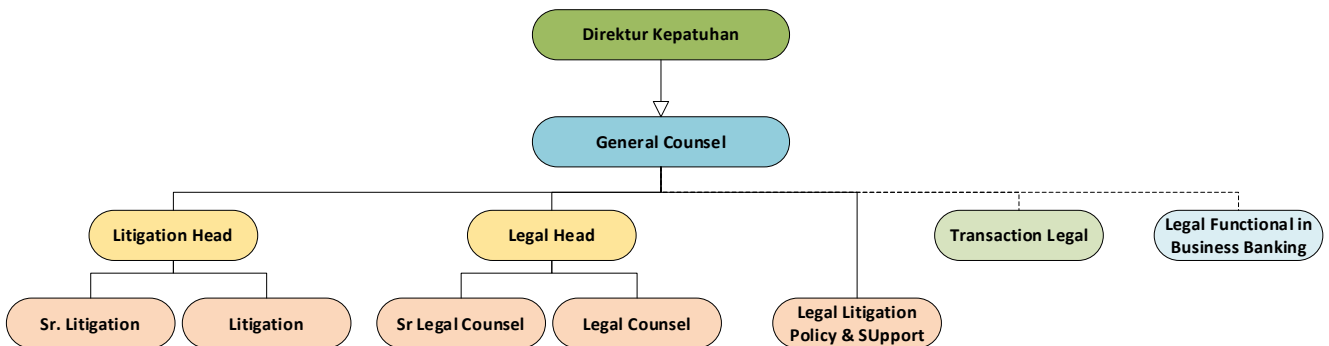 Direktur Kepatuhan
General Counsel
Litigation Head
Legal Head
Transaction Legal
Legal Functional in
Business Banking
Sr. Litigation
Litigation
Sr Legal Counsel
Legal Counsel
Legal Litigation
Policy & SUpport